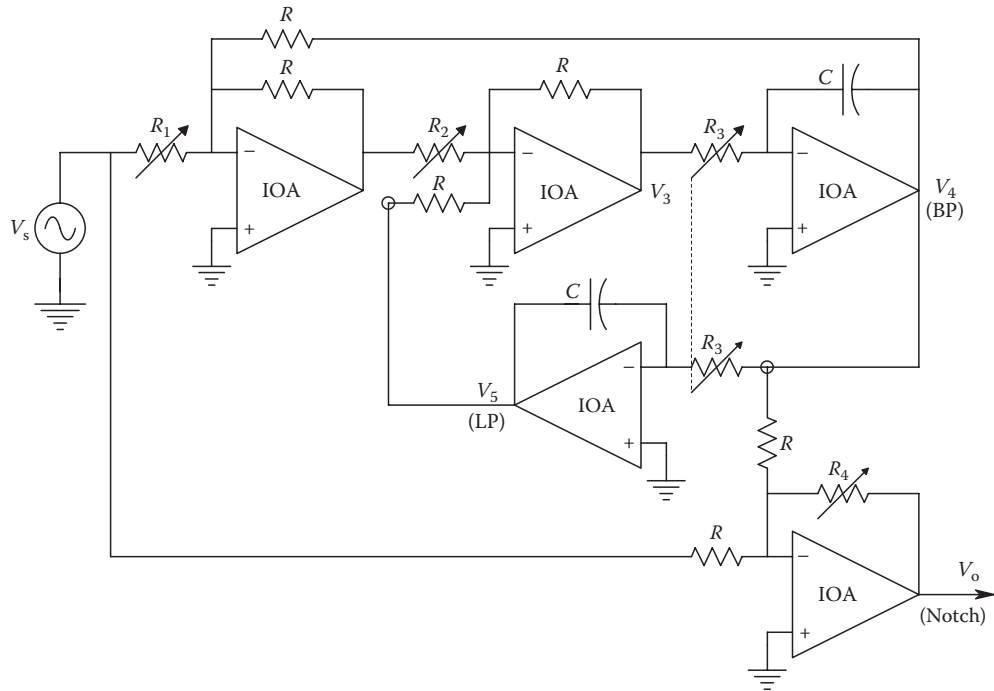 R
R
R
C
R₁
R₂
R₃
−
−
−
IOA
IOA
IOA
V₃
V₄
(BP)
R
Vₛ
+
+
+
C
R₃
−
V₅
(LP)
IOA
+
R
R₄
R
−
IOA
Vₒ
(Notch)
+